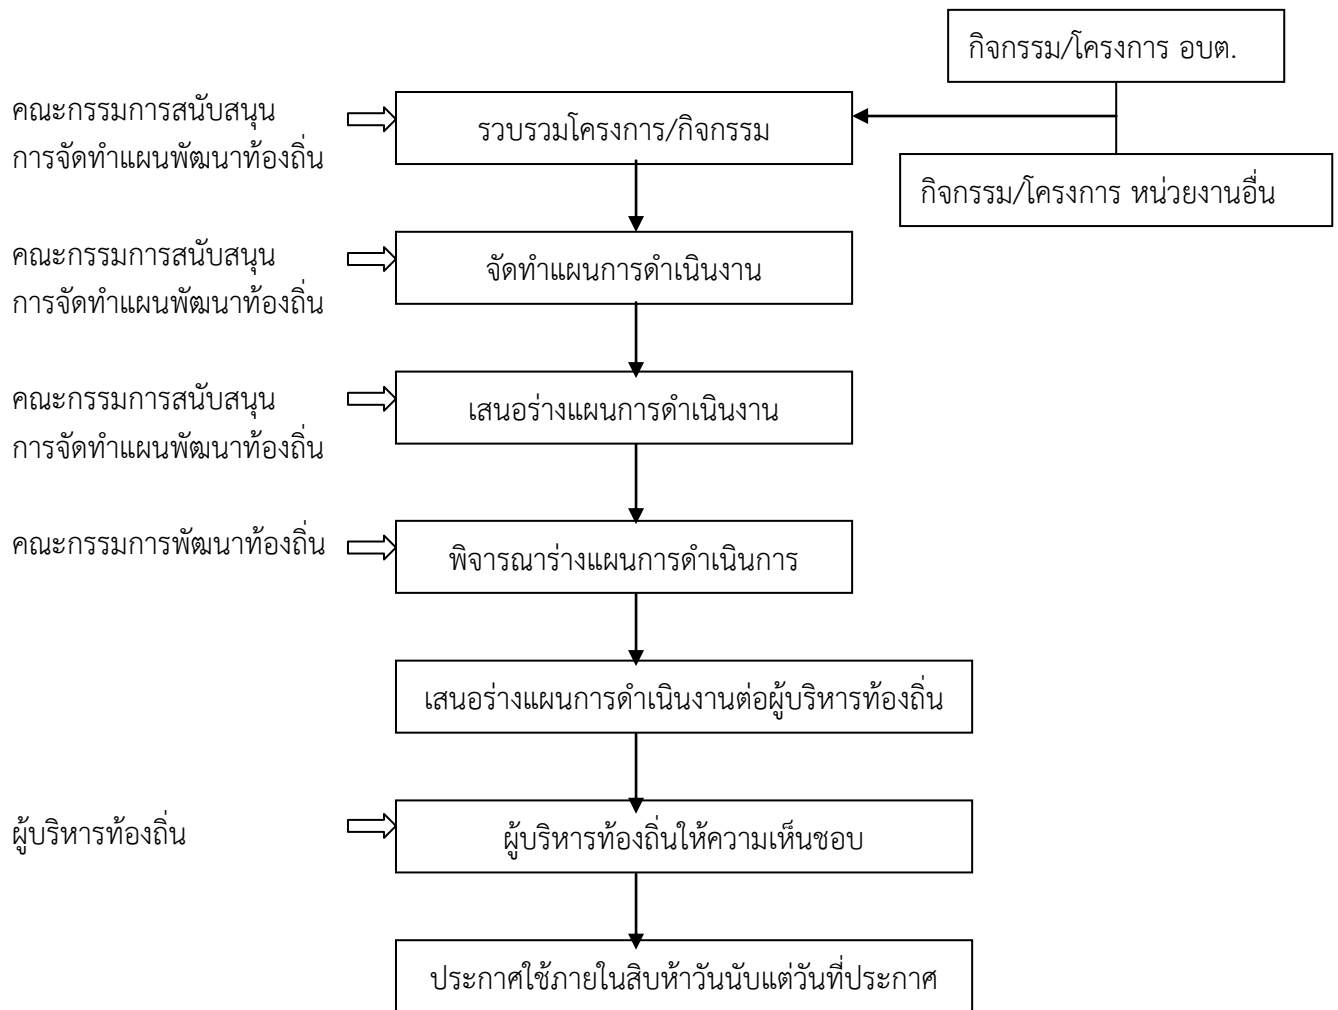 กิจกรรม/โครงการ อบต.
คณะกรรมการสนับสนุน
การจัดทำแผนพัฒนาท้องถิ่น
รวบรวมโครงการ/กิจกรรม
กิจกรรม/โครงการ หน่วยงานอื่น
คณะกรรมการสนับสนุน
การจัดทำแผนพัฒนาท้องถิ่น
จัดทำแผนการดำเนินงาน
คณะกรรมการสนับสนุน
การจัดทำแผนพัฒนาท้องถิ่น
เสนอร่างแผนการดำเนินงาน
คณะกรรมการพัฒนาท้องถิ่น
พิจารณาร่างแผนการดำเนินการ
เสนอร่างแผนการดำเนินงานต่อผู้บริหารท้องถิ่น
ผู้บริหารท้องถิ่น
ผู้บริหารท้องถิ่นให้ความเห็นชอบ
ประกาศใช้ภายในสิบห้าวันนับแต่วันที่ประกาศ